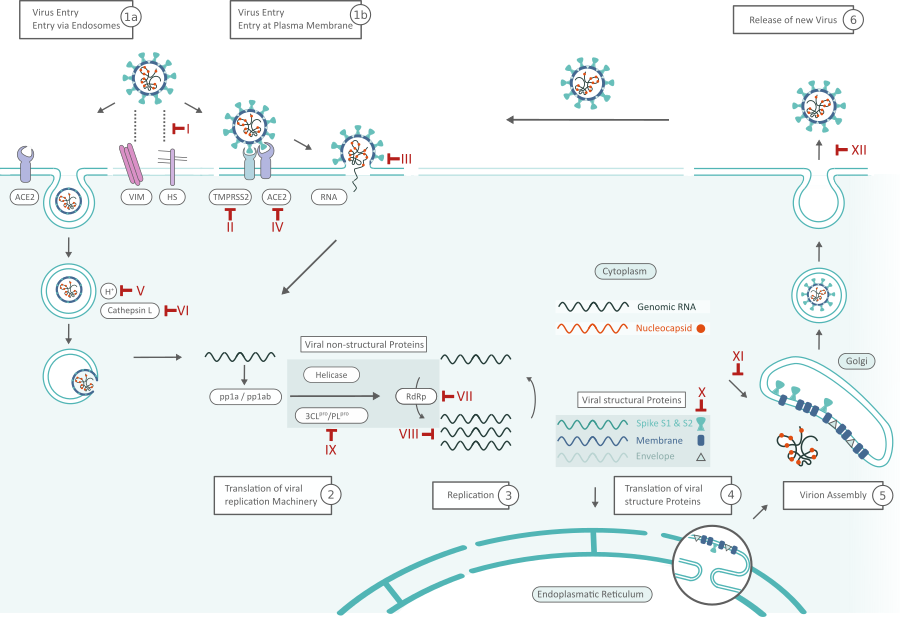 Virus Entry
Entry via Endosomes
1a
Virus Entry
Entry at Plasma Membrane
1b
Release of new Virus
6
I
III
XII
ACE2
VIM
HS
TMPRSS2
ACE2
RNA
II
IV
H⁺
V
Cathepsin L
VI
Cytoplasm
Genomic RNA
Nucleocapsid
Viral non-structural Proteins
Helicase
pp1a / pp1ab
RdRp
VII
3CLᵖʳᵒ/PLᵖʳᵒ
VIII
IX
XI
Golgi
X
Viral structural Proteins
Spike S1 & S2
Membrane
Envelope
Translation of viral
replication Machinery
2
Replication
3
Translation of viral
structure Proteins
4
Virion Assembly
5
Endoplasmatic Reticulum